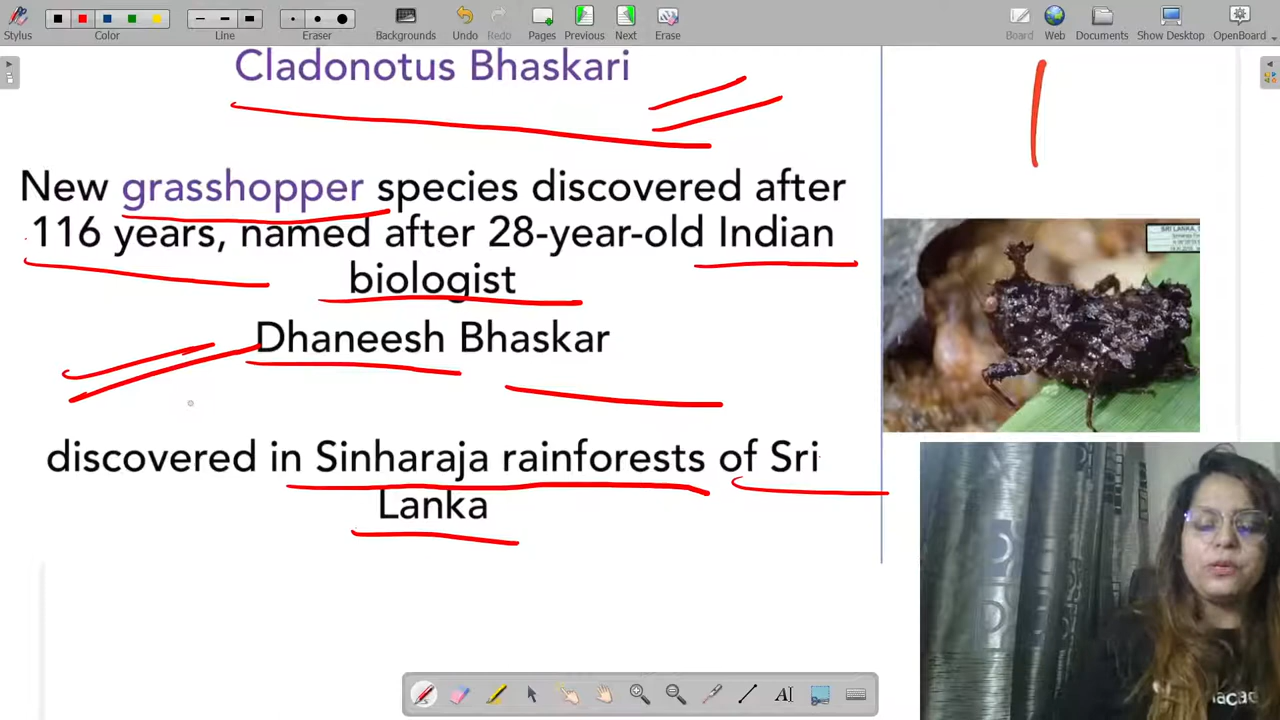 Stylus
Color
Line
Eraser
Backgrounds
Undo
Redo
Pages
Previous
Next
Erase
Board
Web
Documents
Show Desktop
OpenBoard
Cladonotus Bhaskari
New grasshopper species discovered after
116 years, named after 28-year-old Indian
biologist
Dhaneesh Bhaskar
discovered in Sinharaja rainforests of Sri
Lanka
SRI LANKA,